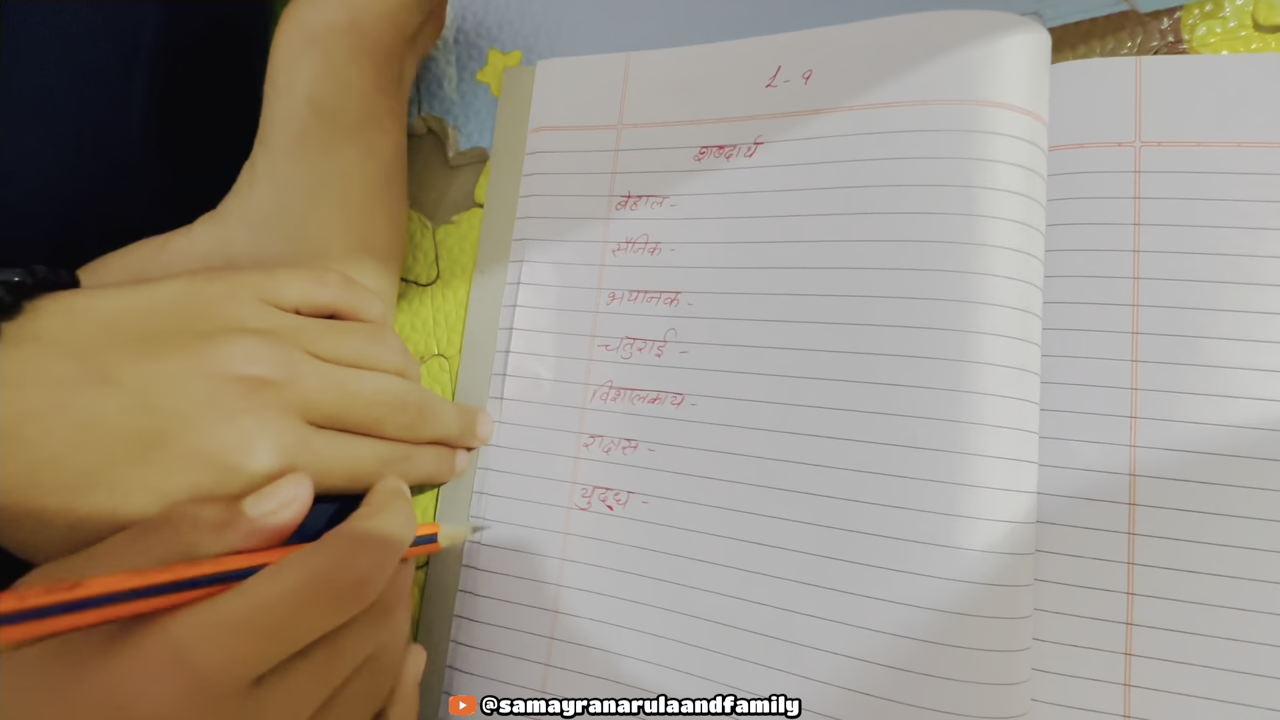 L-9
शब्दार्थ
बेहाल-
सैनिक-
भयानक-
चतुराई-
विशालकाय-
राक्षस-
युद्ध-
@samayranarulaandfamily